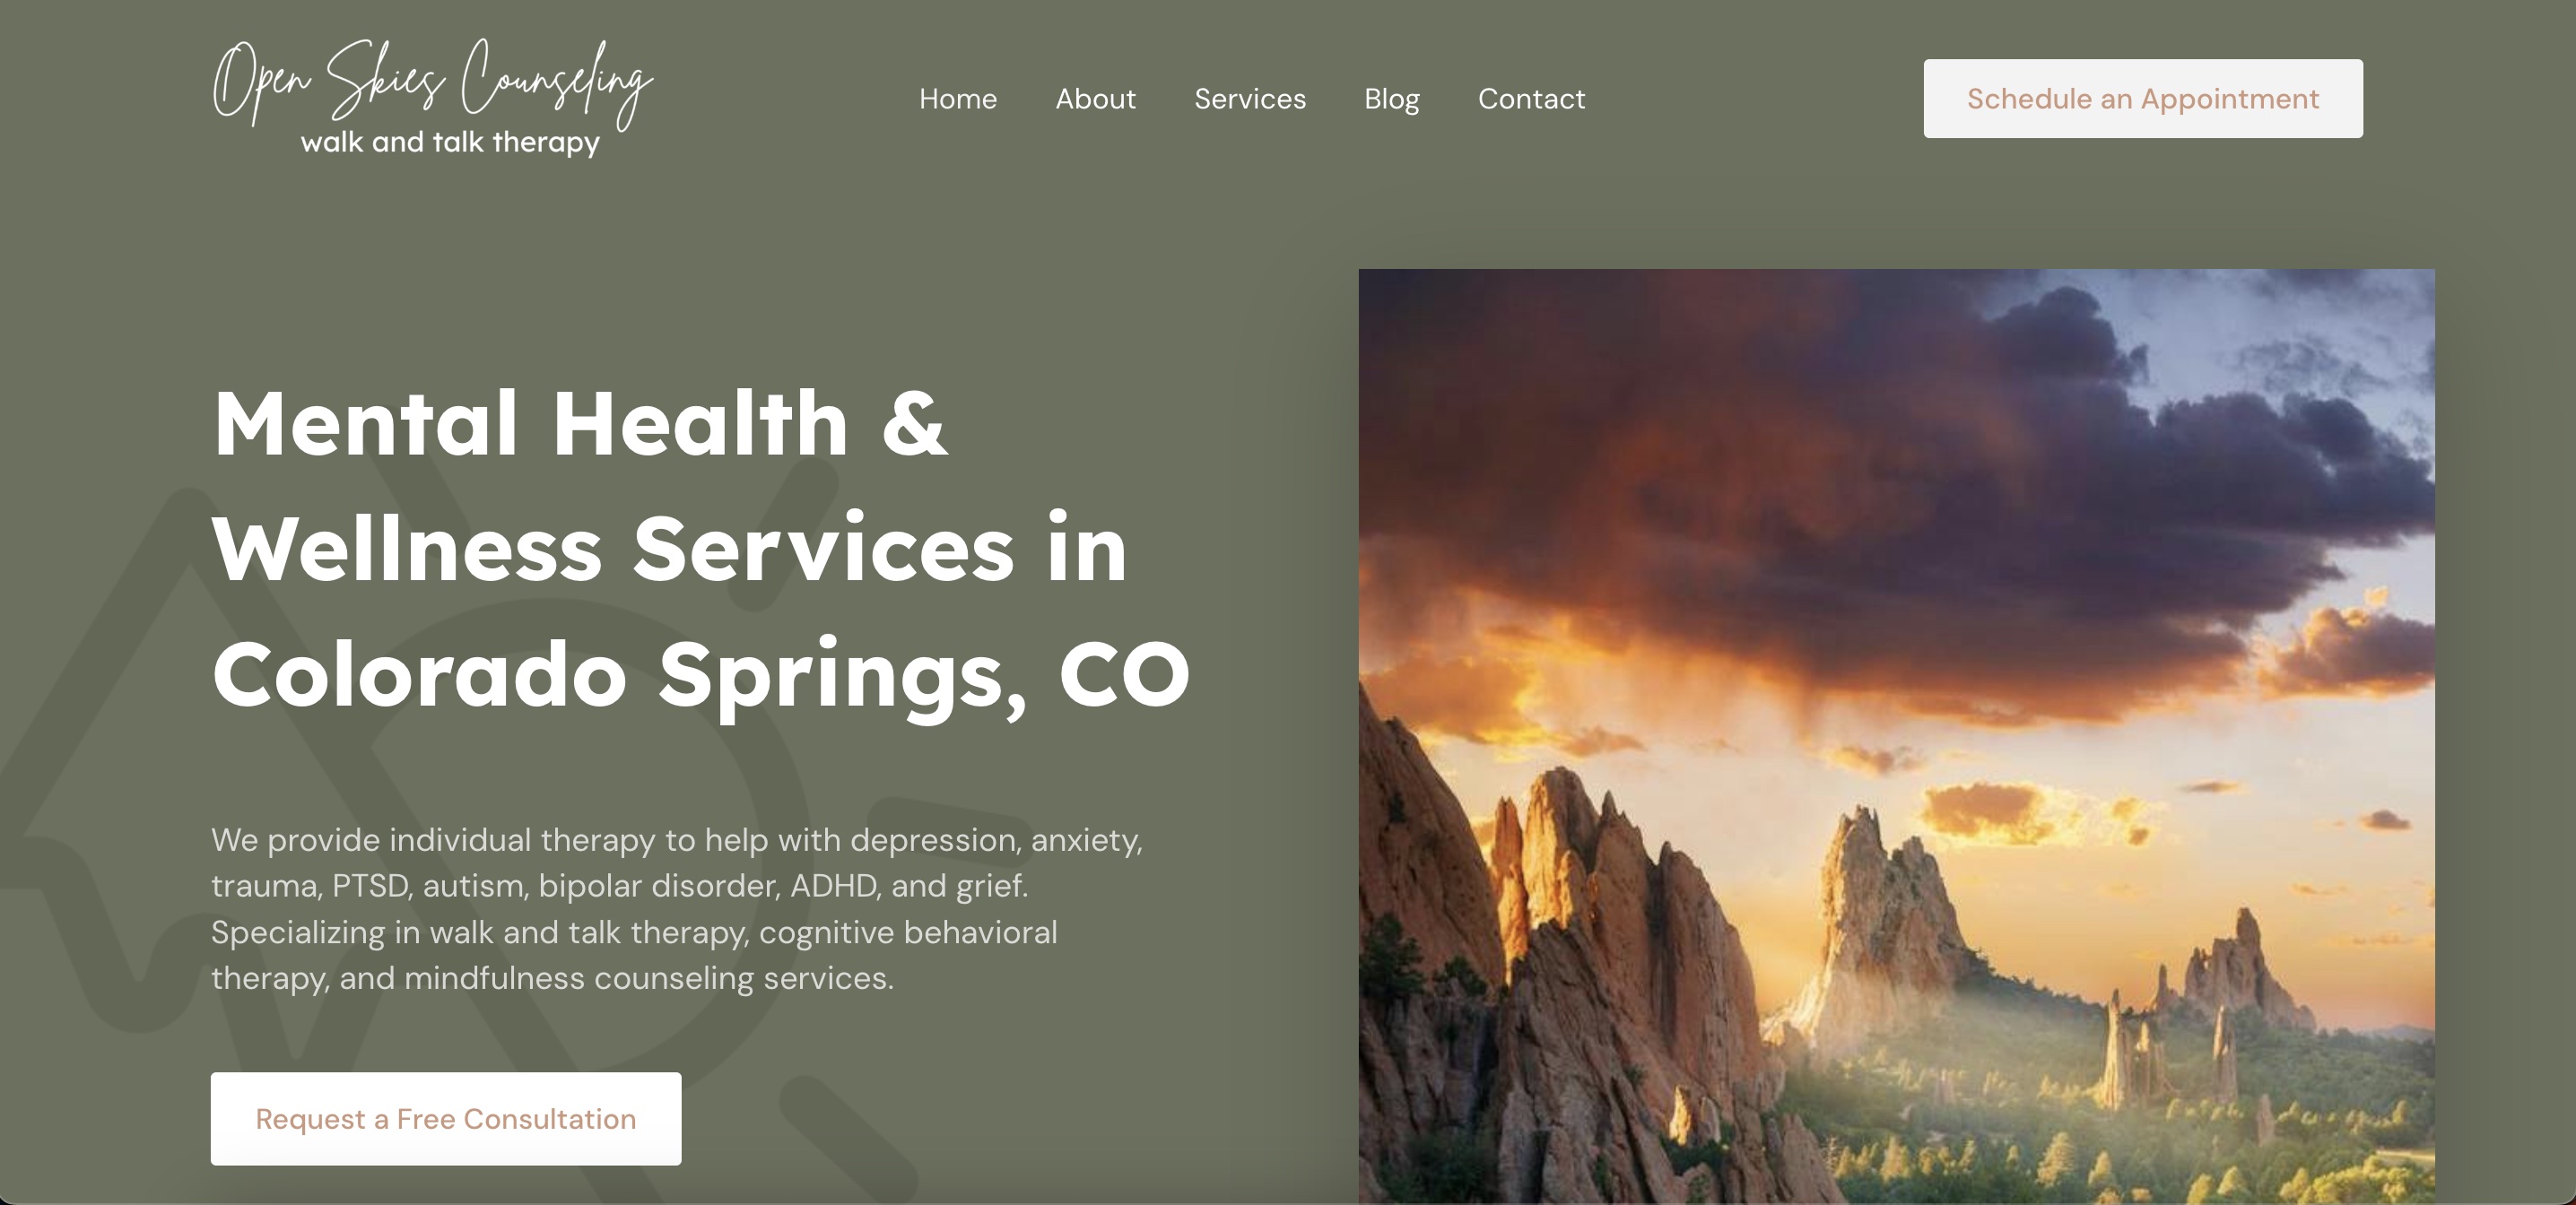 Open Skies Counseling
walk and talk therapy
Home About Services Blog Contact
Schedule an Appointment
Mental Health &
Wellness Services in
Colorado Springs, CO
We provide individual therapy to help with depression, anxiety,
trauma, PTSD, autism, bipolar disorder, ADHD, and grief.
Specializing in walk and talk therapy, cognitive behavioral
therapy, and mindfulness counseling services.
Request a Free Consultation